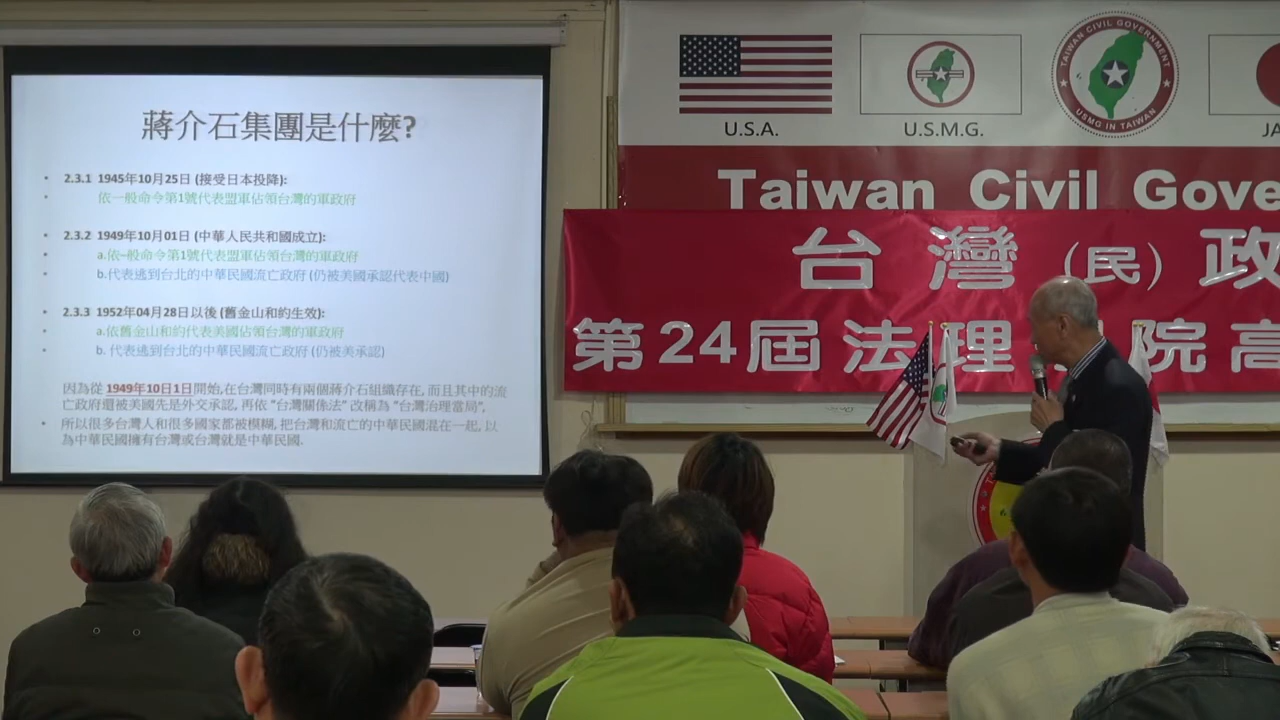 蔣介石集團是什麼?
• 2.3.1 1945年10月25日 (接受日本投降):
• 依一般命令第1號代表盟軍佔領台灣的軍政府
• 2.3.2 1949年10月01日 (中華人民共和國成立):
• a.依一般命令第1號代表盟軍佔領台灣的軍政府
• b.代表逃到台北的中華民國流亡政府 (仍被美國承認代表中國)
• 2.3.3 1952年04月28日以後 (舊金山和約生效):
• a.依舊金山和約代表美國佔領台灣的軍政府
• b. 代表逃到台北的中華民國流亡政府 (仍被美承認)
因為從 1949年10日1日開始,在台灣同時有兩個蔣介石組織存在, 而且其中的流
亡政府還被美國先是外交承認, 再依 "台灣關係法" 改稱為 "台灣治理當局",
• 所以很多台灣人和很多國家都被模糊, 把台灣和流亡的中華民國混在一起, 以
為中華民國擁有台灣或台灣就是中華民國.
U.S.A.
U.S.M.G.
TAIWAN CIVIL GOVERNMENT
USMG IN TAIWAN
JA
Taiwan Civil Gove
台灣(民)政
第24屆法理 院高